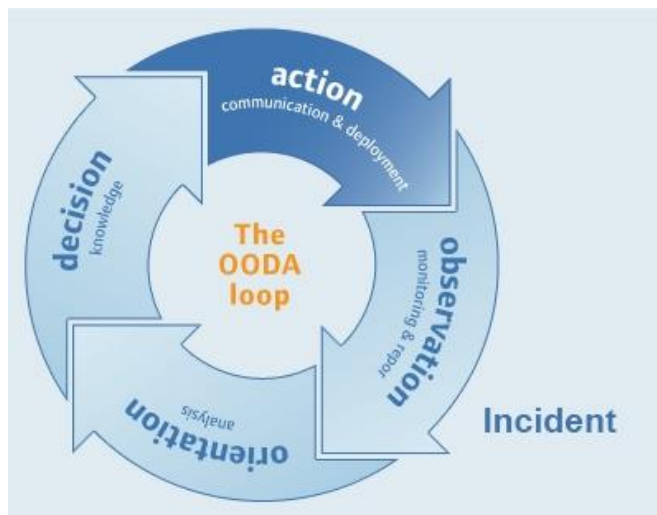 action
communication & deployment
observation
monitoring & repor
orientation
analysis
decision
knowledge
The
OODA
loop
Incident